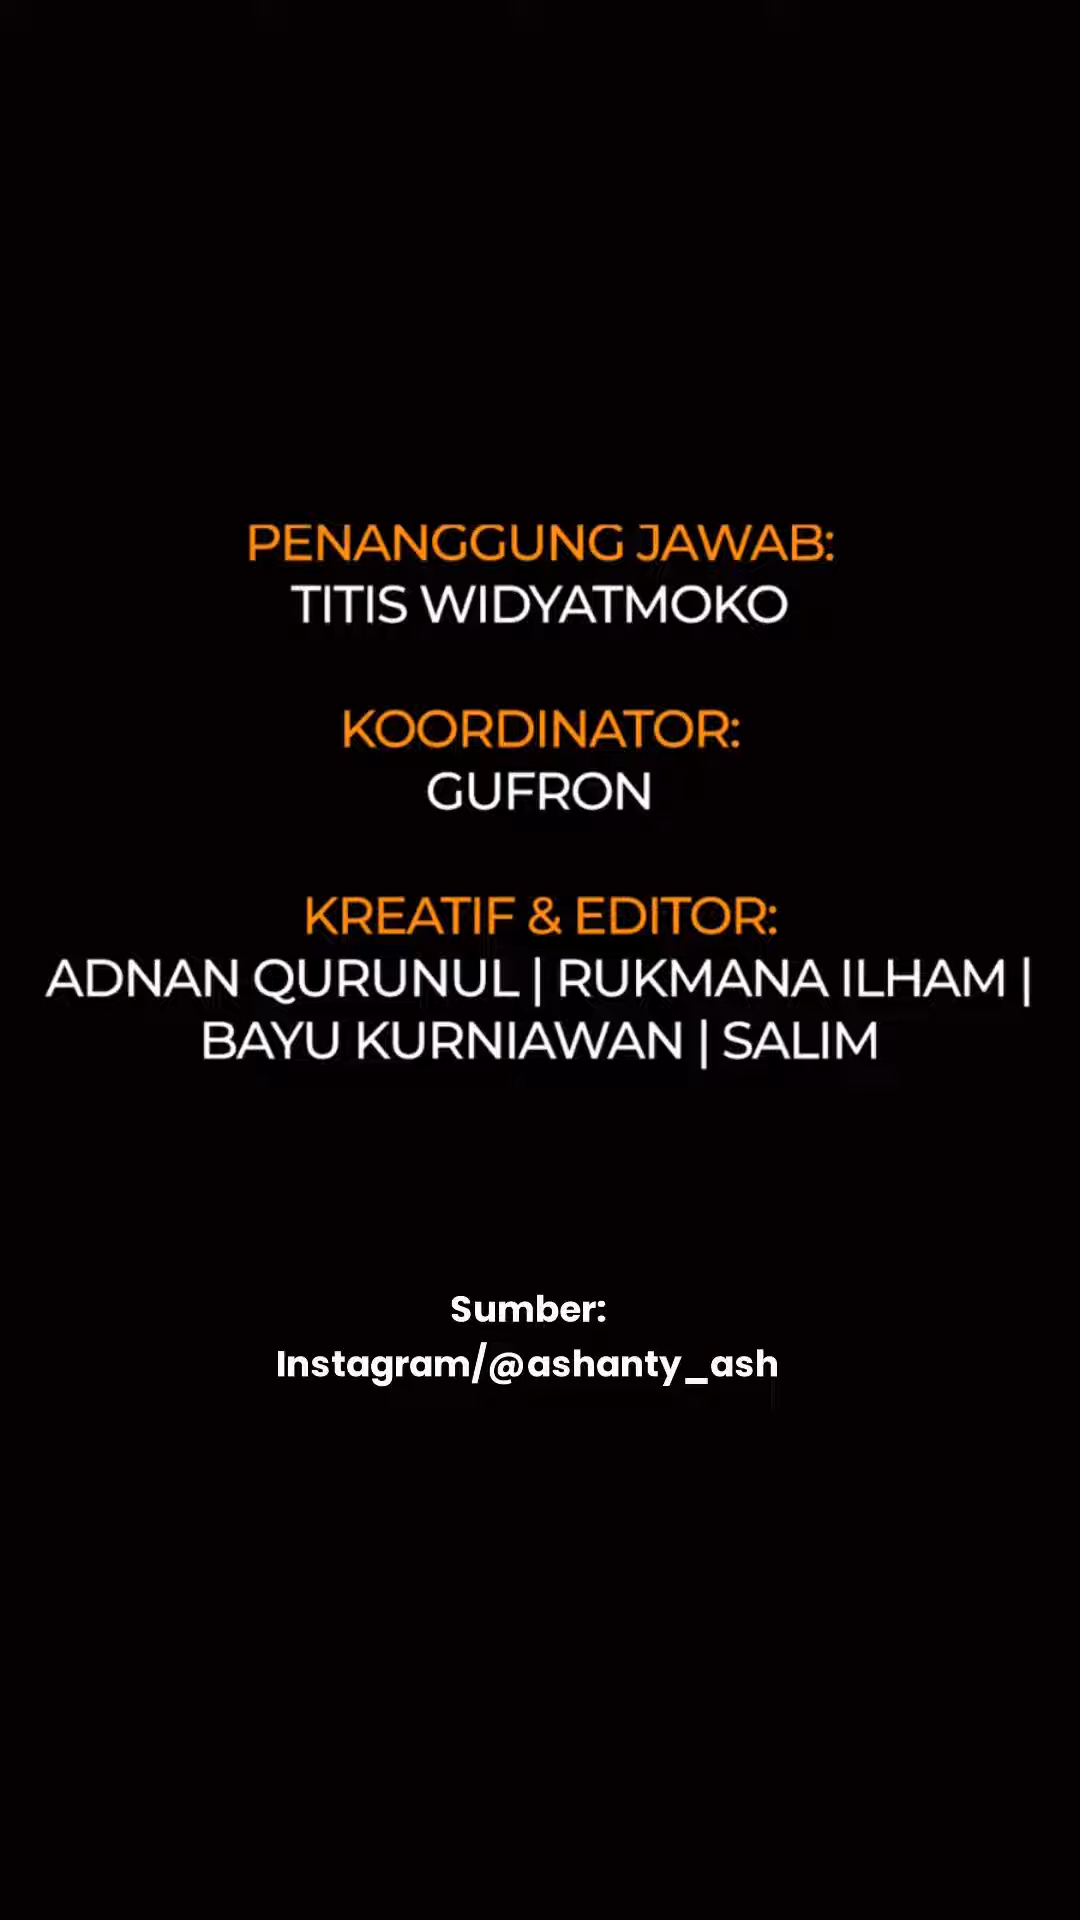 PENANGGUNG JAWAB:
TITIS WIDYATMOKO
KOORDINATOR:
GUFRON
KREATIF & EDITOR:
ADNAN QURUNUL | RUKMANA ILHAM |
BAYU KURNIAWAN | SALIM
Sumber:
Instagram/@ashanty_ash